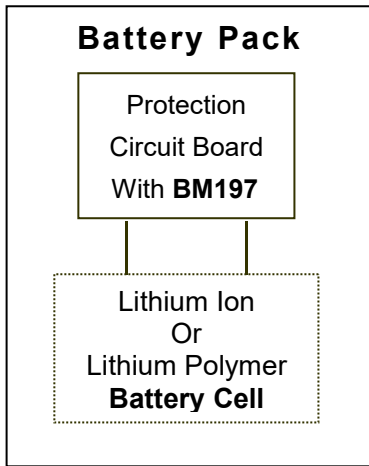 Battery Pack
Protection
Circuit Board
With BM197
Lithium Ion
Or
Lithium Polymer
Battery Cell